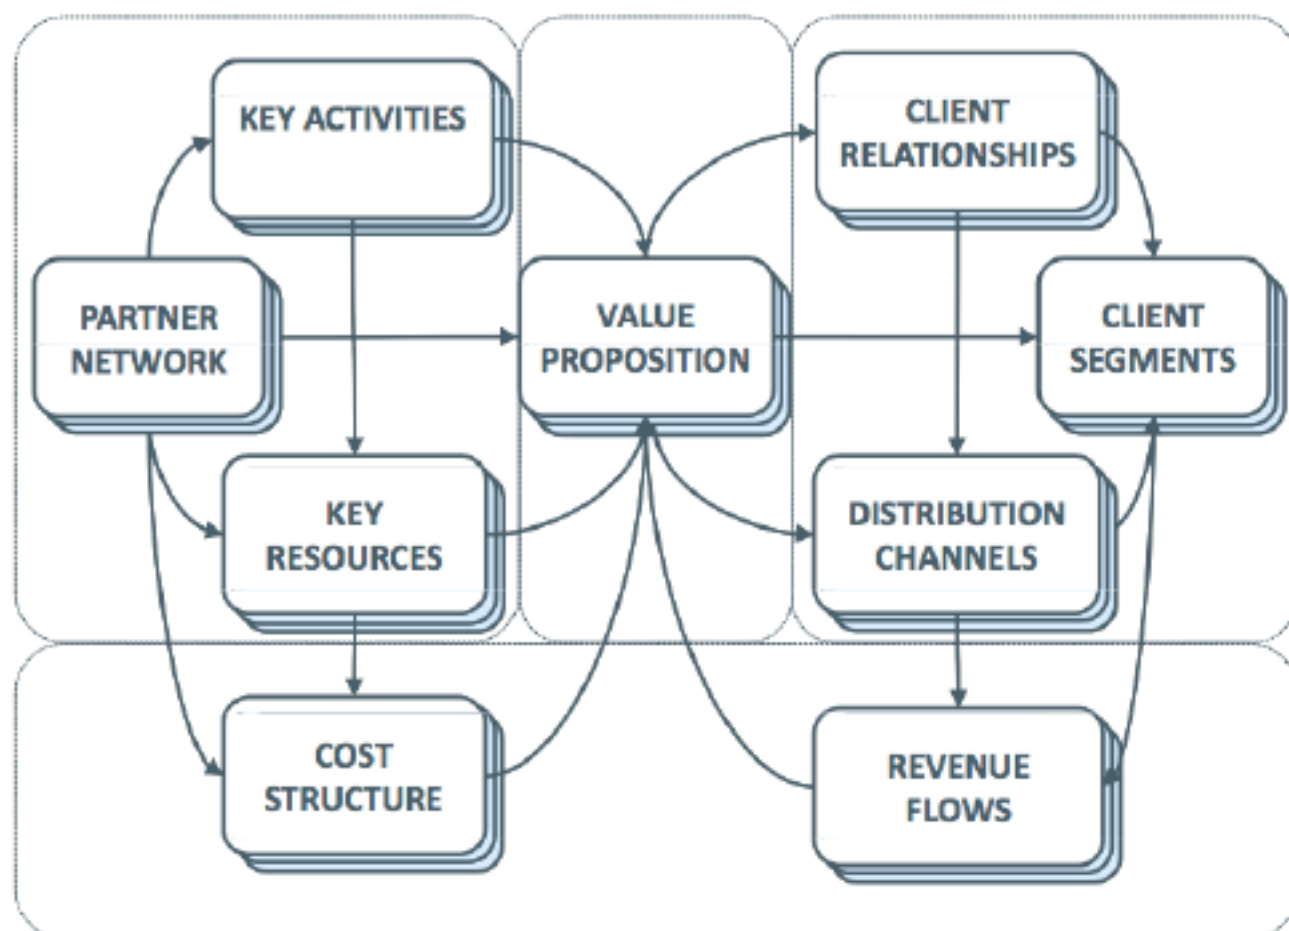 KEY ACTIVITIES
CLIENT
RELATIONSHIPS
PARTNER
NETWORK
VALUE
PROPOSITION
CLIENT
SEGMENTS
KEY
RESOURCES
DISTRIBUTION
CHANNELS
COST
STRUCTURE
REVENUE
FLOWS